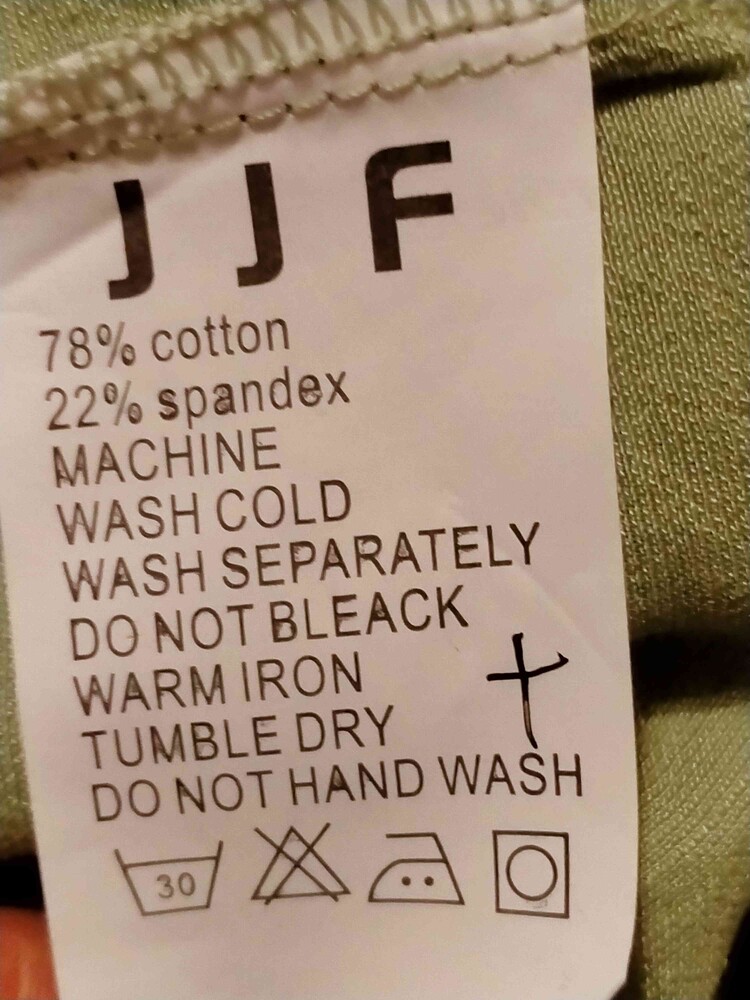 J J F
78% cotton
22% spandex
MACHINE
WASH COLD
WASH SEPARATELY
DO NOT BLEACK
WARM IRON
TUMBLE DRY
DO NOT HAND WASH
30